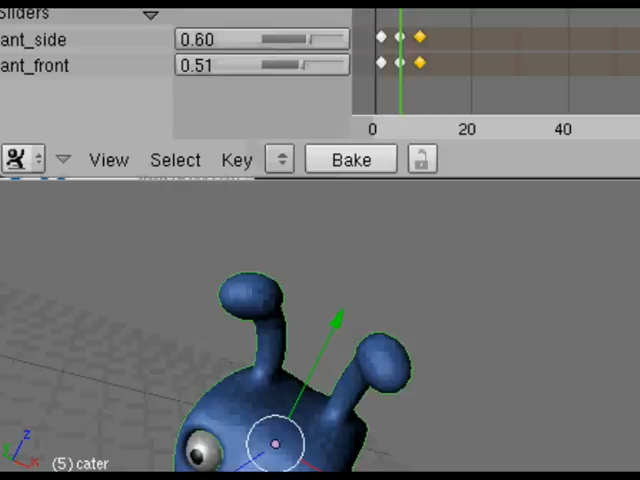 Sliders
ant_side 0.60
ant_front 0.51
0 20 40
View Select Key Bake
z
x
(5) cater